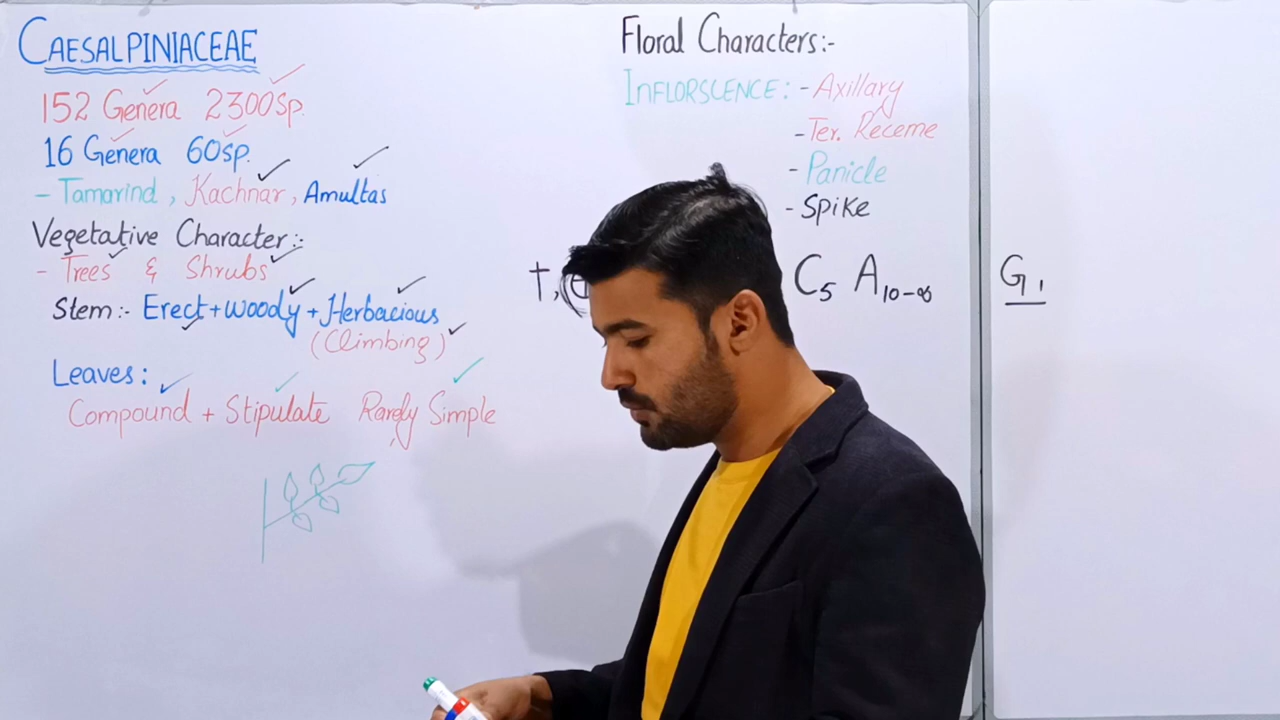 CAESALPINIACEAE
152 Genera 2300Sp.
16 Genera 60sp.
- Tamarind, Kachnar, Amultas
Vegetative Character:-
- Trees & Shrubs
Stem:- Erect+woody+Herbacious
(Climbing)
Leaves:
Compound + Stipulate Rarely Simple
Floral Characters:-
INFLORSCENCE: - Axillary
- Ter. Receme
- Panicle
- Spike
C5 A10-∞ G1